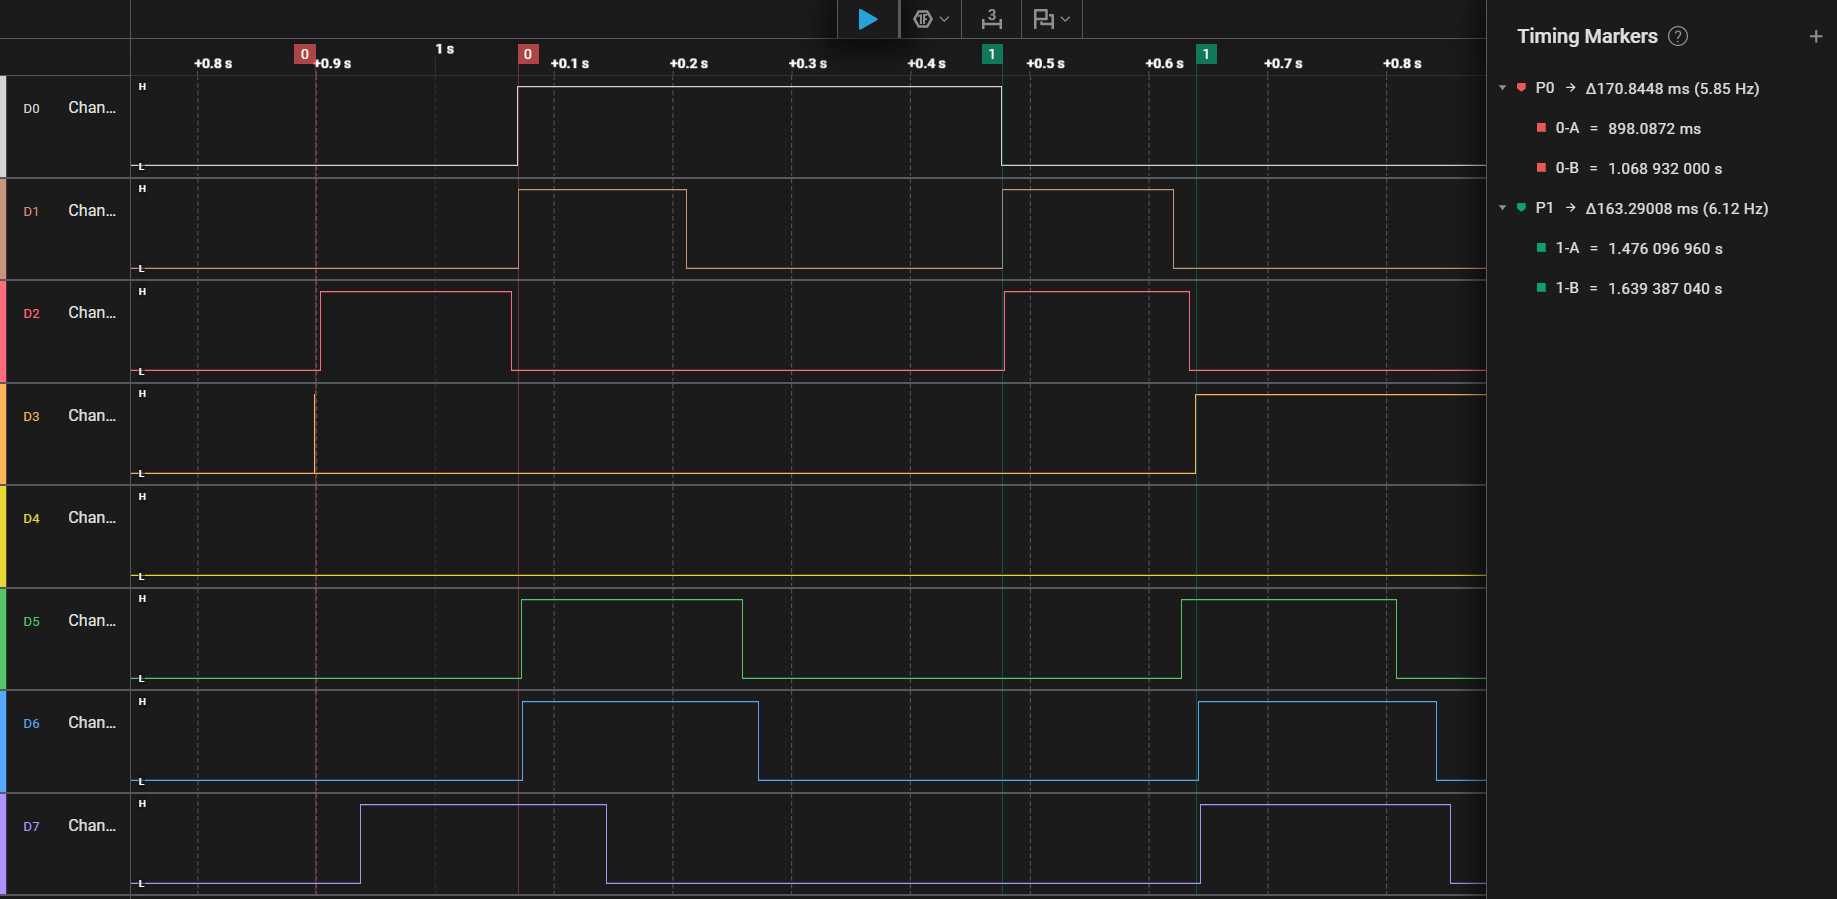 3
Timing Markers ?
0 1 s 0 1 1
+0.8 s +0.9 s +0.1 s +0.2 s +0.3 s +0.4 s +0.5 s +0.6 s +0.7 s +0.8 s
P0 → Δ170.8448 ms (5.85 Hz)
0-A = 898.0872 ms
0-B = 1.068 932 000 s
P1 → Δ163.29008 ms (6.12 Hz)
1-A = 1.476 096 960 s
1-B = 1.639 387 040 s
H
D0 Chan...
L
H
D1 Chan...
L
H
D2 Chan...
L
H
D3 Chan...
L
H
D4 Chan...
L
H
D5 Chan...
L
H
D6 Chan...
L
H
D7 Chan...
L